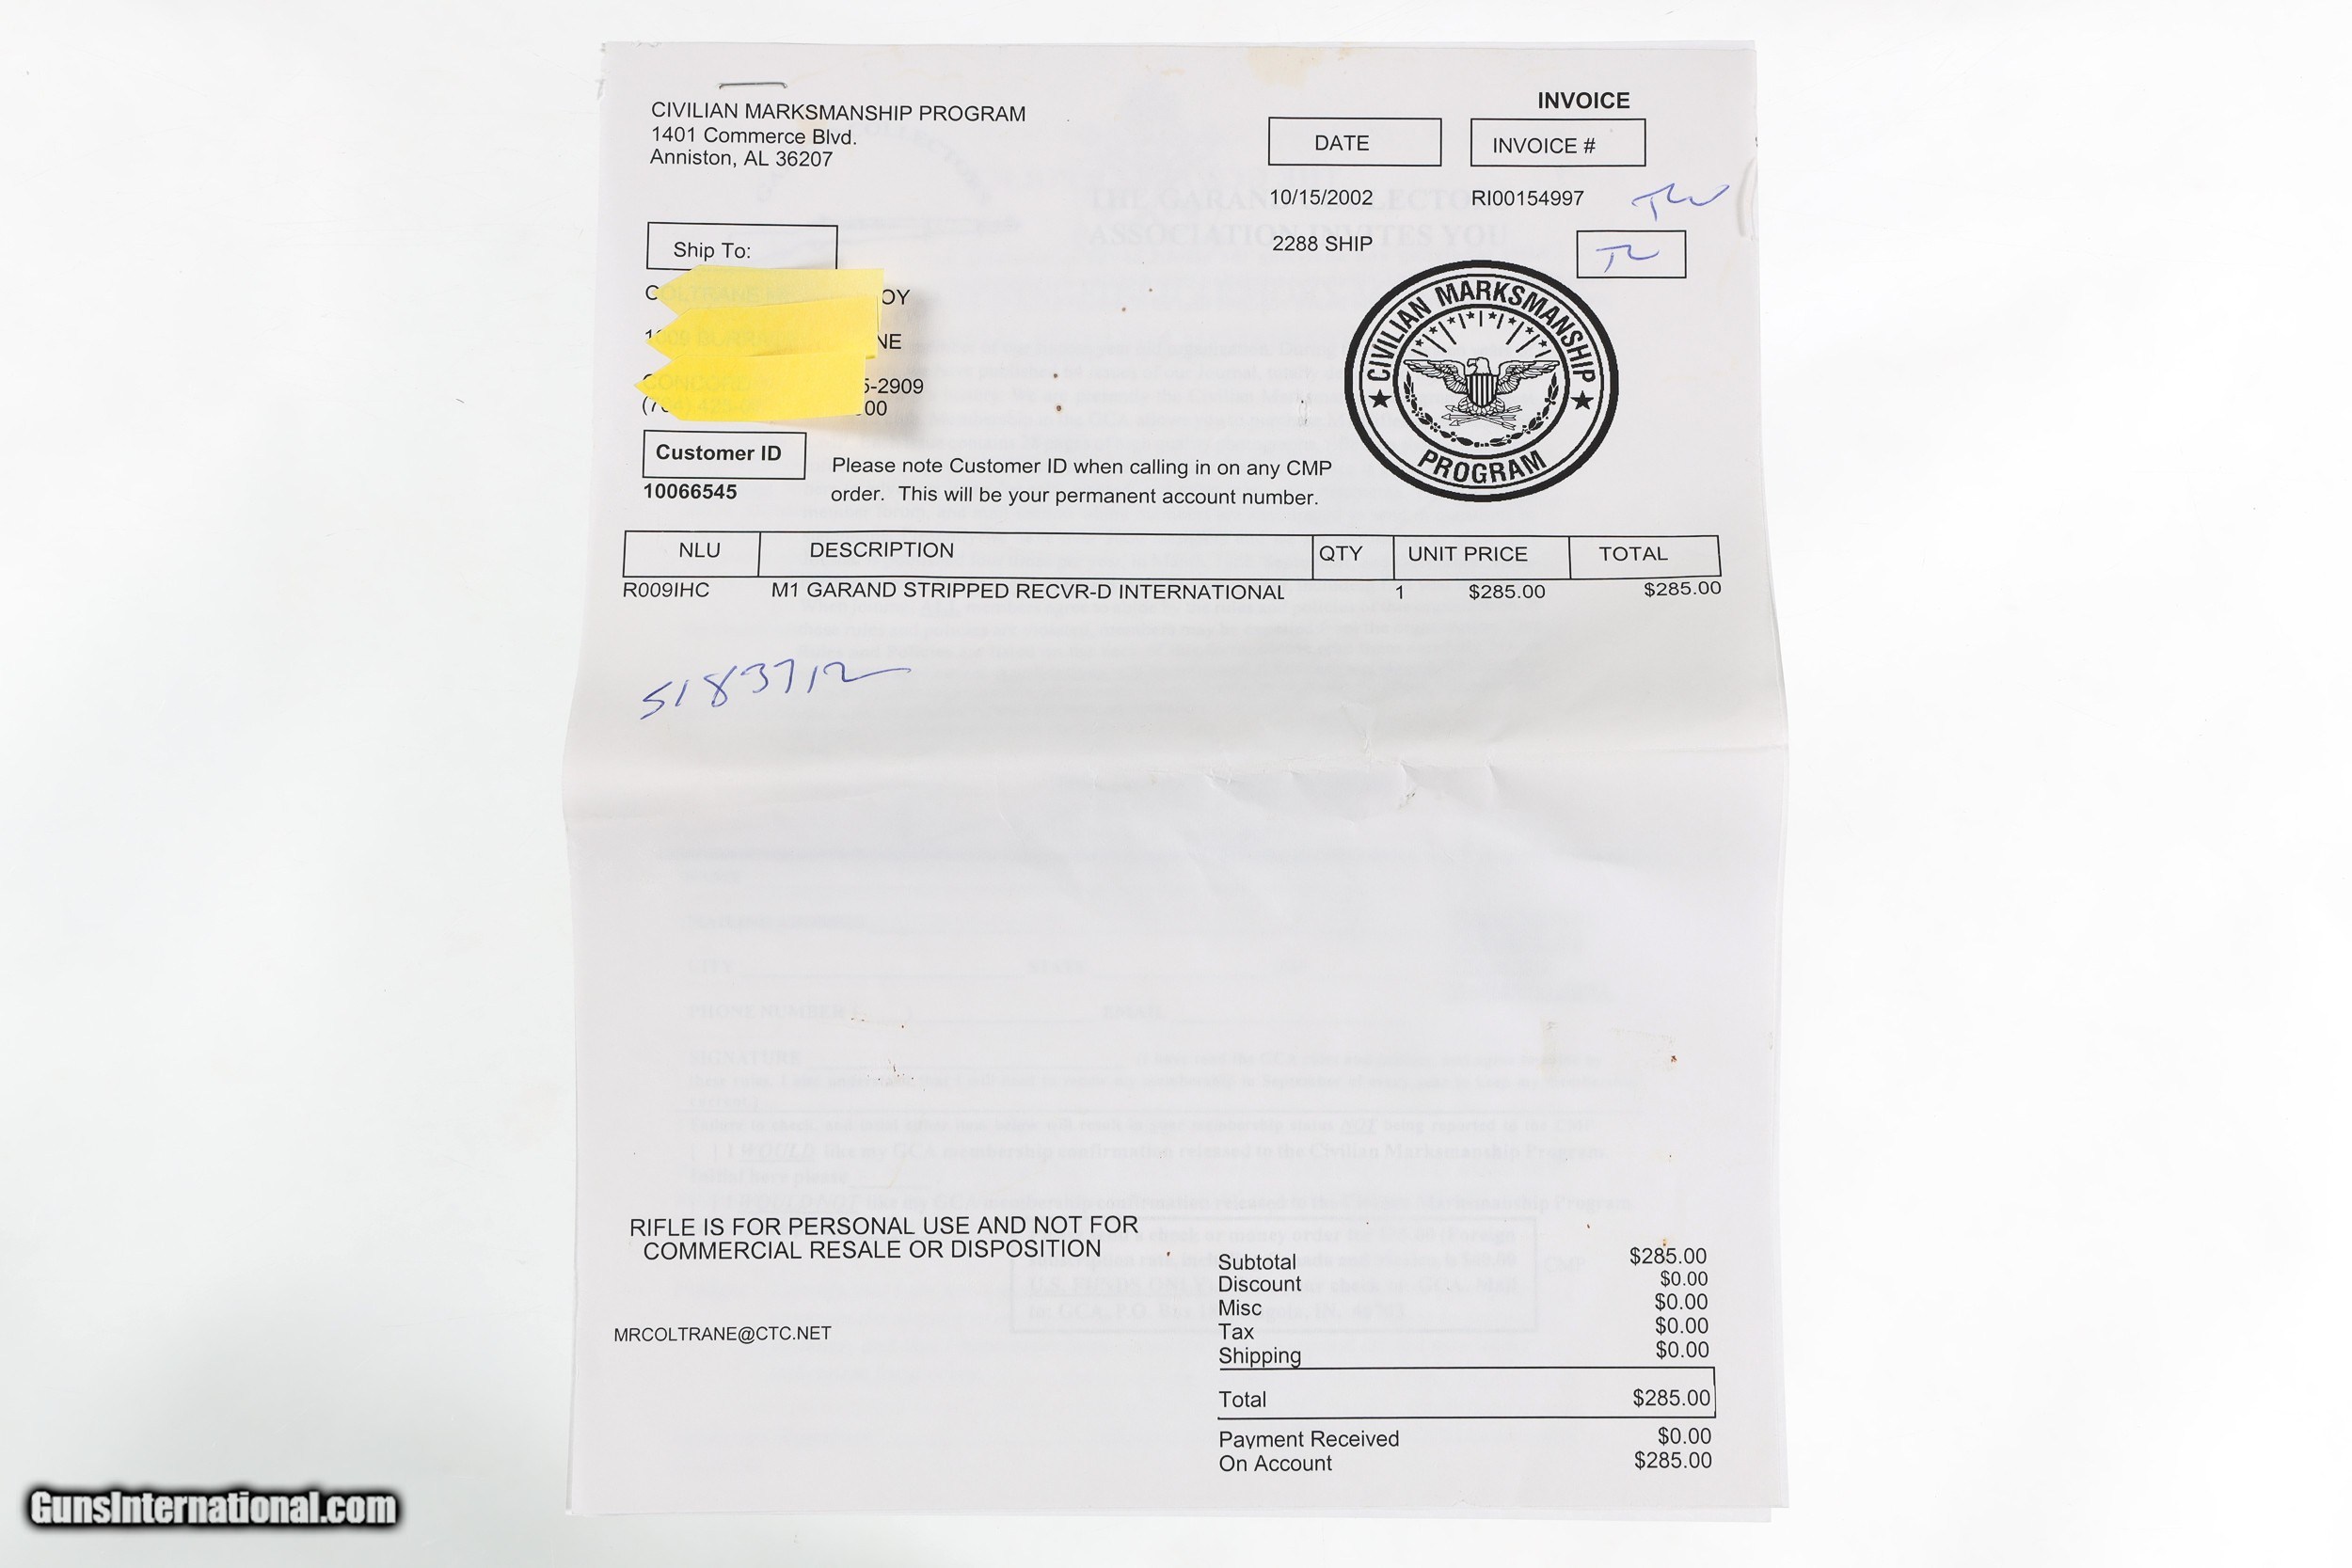 CIVILIAN MARKSMANSHIP PROGRAM
1401 Commerce Blvd.
Anniston, AL 36207
INVOICE
DATE
INVOICE #
10/15/2002
RI00154997
2288 SHIP
Ship To:
OY
NE
5-2909
00
CIVILIAN MARKSMANSHIP
PROGRAM
Customer ID
10066545
Please note Customer ID when calling in on any CMP
order. This will be your permanent account number.
NLU DESCRIPTION QTY UNIT PRICE TOTAL
R009IHC M1 GARAND STRIPPED RECVR-D INTERNATIONAL 1 $285.00 $285.00
5183712
RIFLE IS FOR PERSONAL USE AND NOT FOR
COMMERCIAL RESALE OR DISPOSITION
MRCOLTRANE@CTC.NET
Subtotal $285.00
Discount $0.00
Misc $0.00
Tax $0.00
Shipping $0.00
Total $285.00
Payment Received $0.00
On Account $285.00
GunsInternational.com